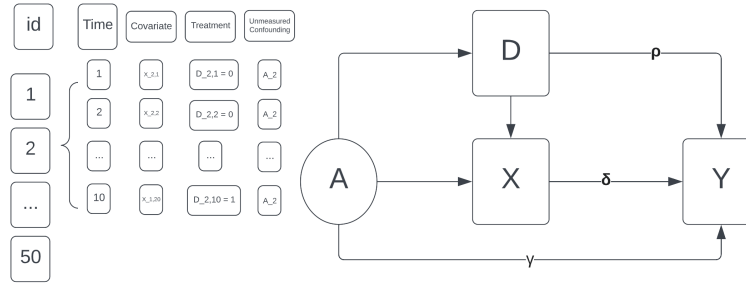 id
Time
Covariate
Treatment
Unmeasured
Confounding
1
2
...
50
1
X_2,1
D_2,1 = 0
A_2
2
X_2,2
D_2,2 = 0
A_2
...
...
...
...
10
X_1,20
D_2,10 = 1
A_2
D
ρ
A
X
δ
Y
γ